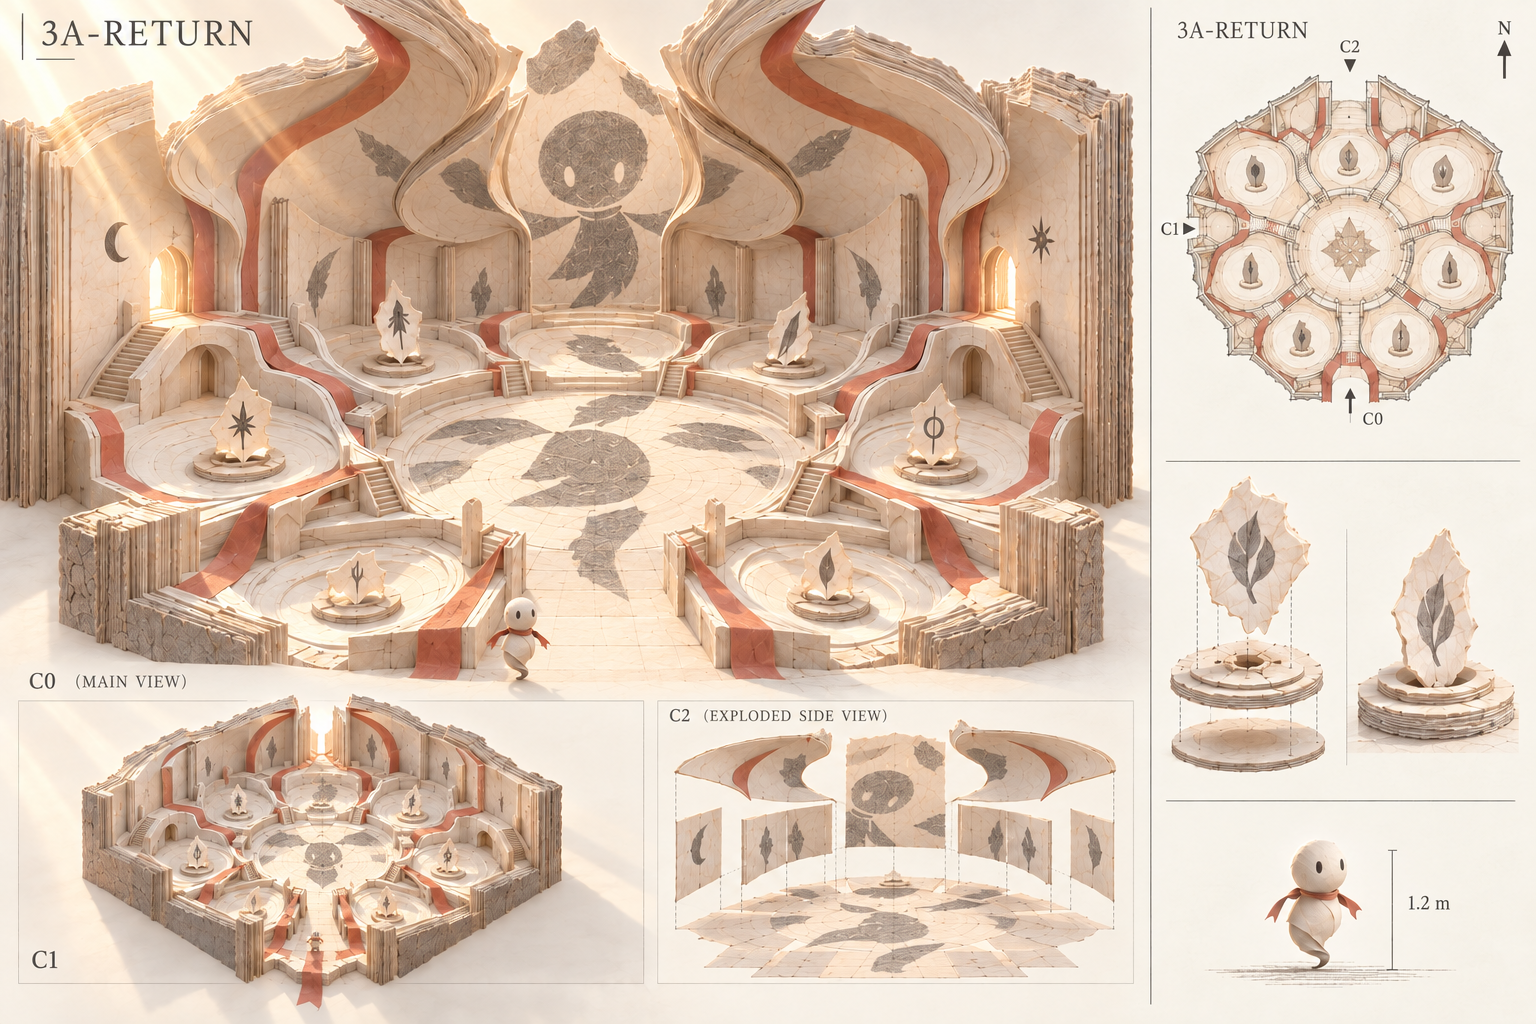 3A-RETURN
C0 (MAIN VIEW)
C1
C2 (EXPLODED SIDE VIEW)
3A-RETURN
N
C2
C1
C0
1.2 m